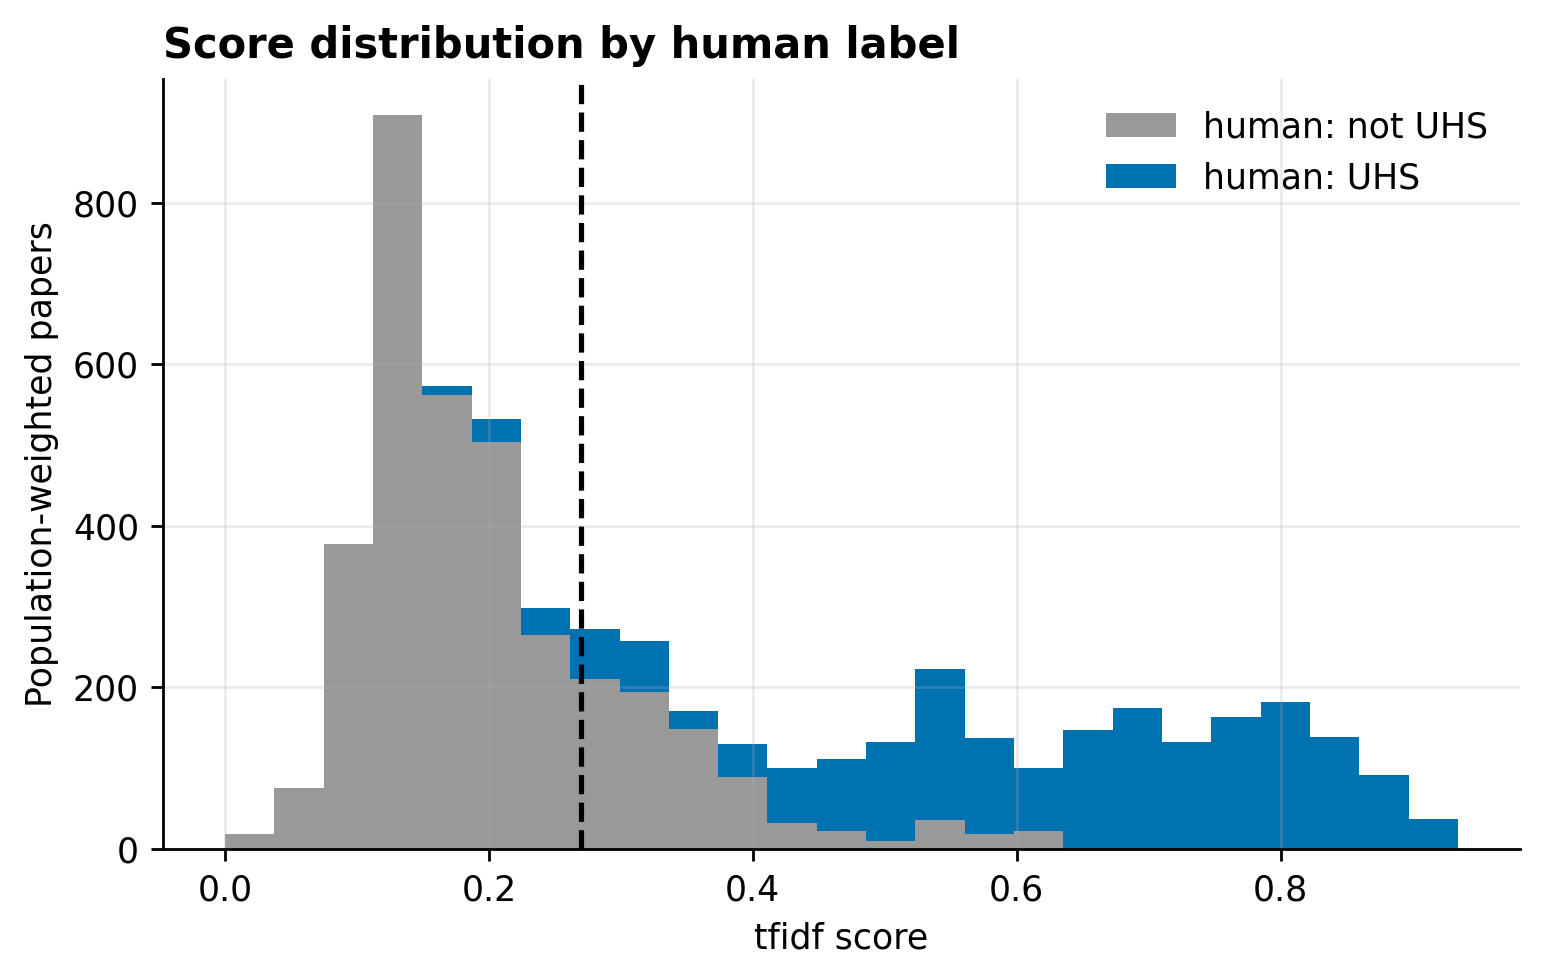 Score distribution by human label
human: not UHS
human: UHS
Population-weighted papers
800
600
400
200
0
0.0 0.2 0.4 0.6 0.8
tfidf score